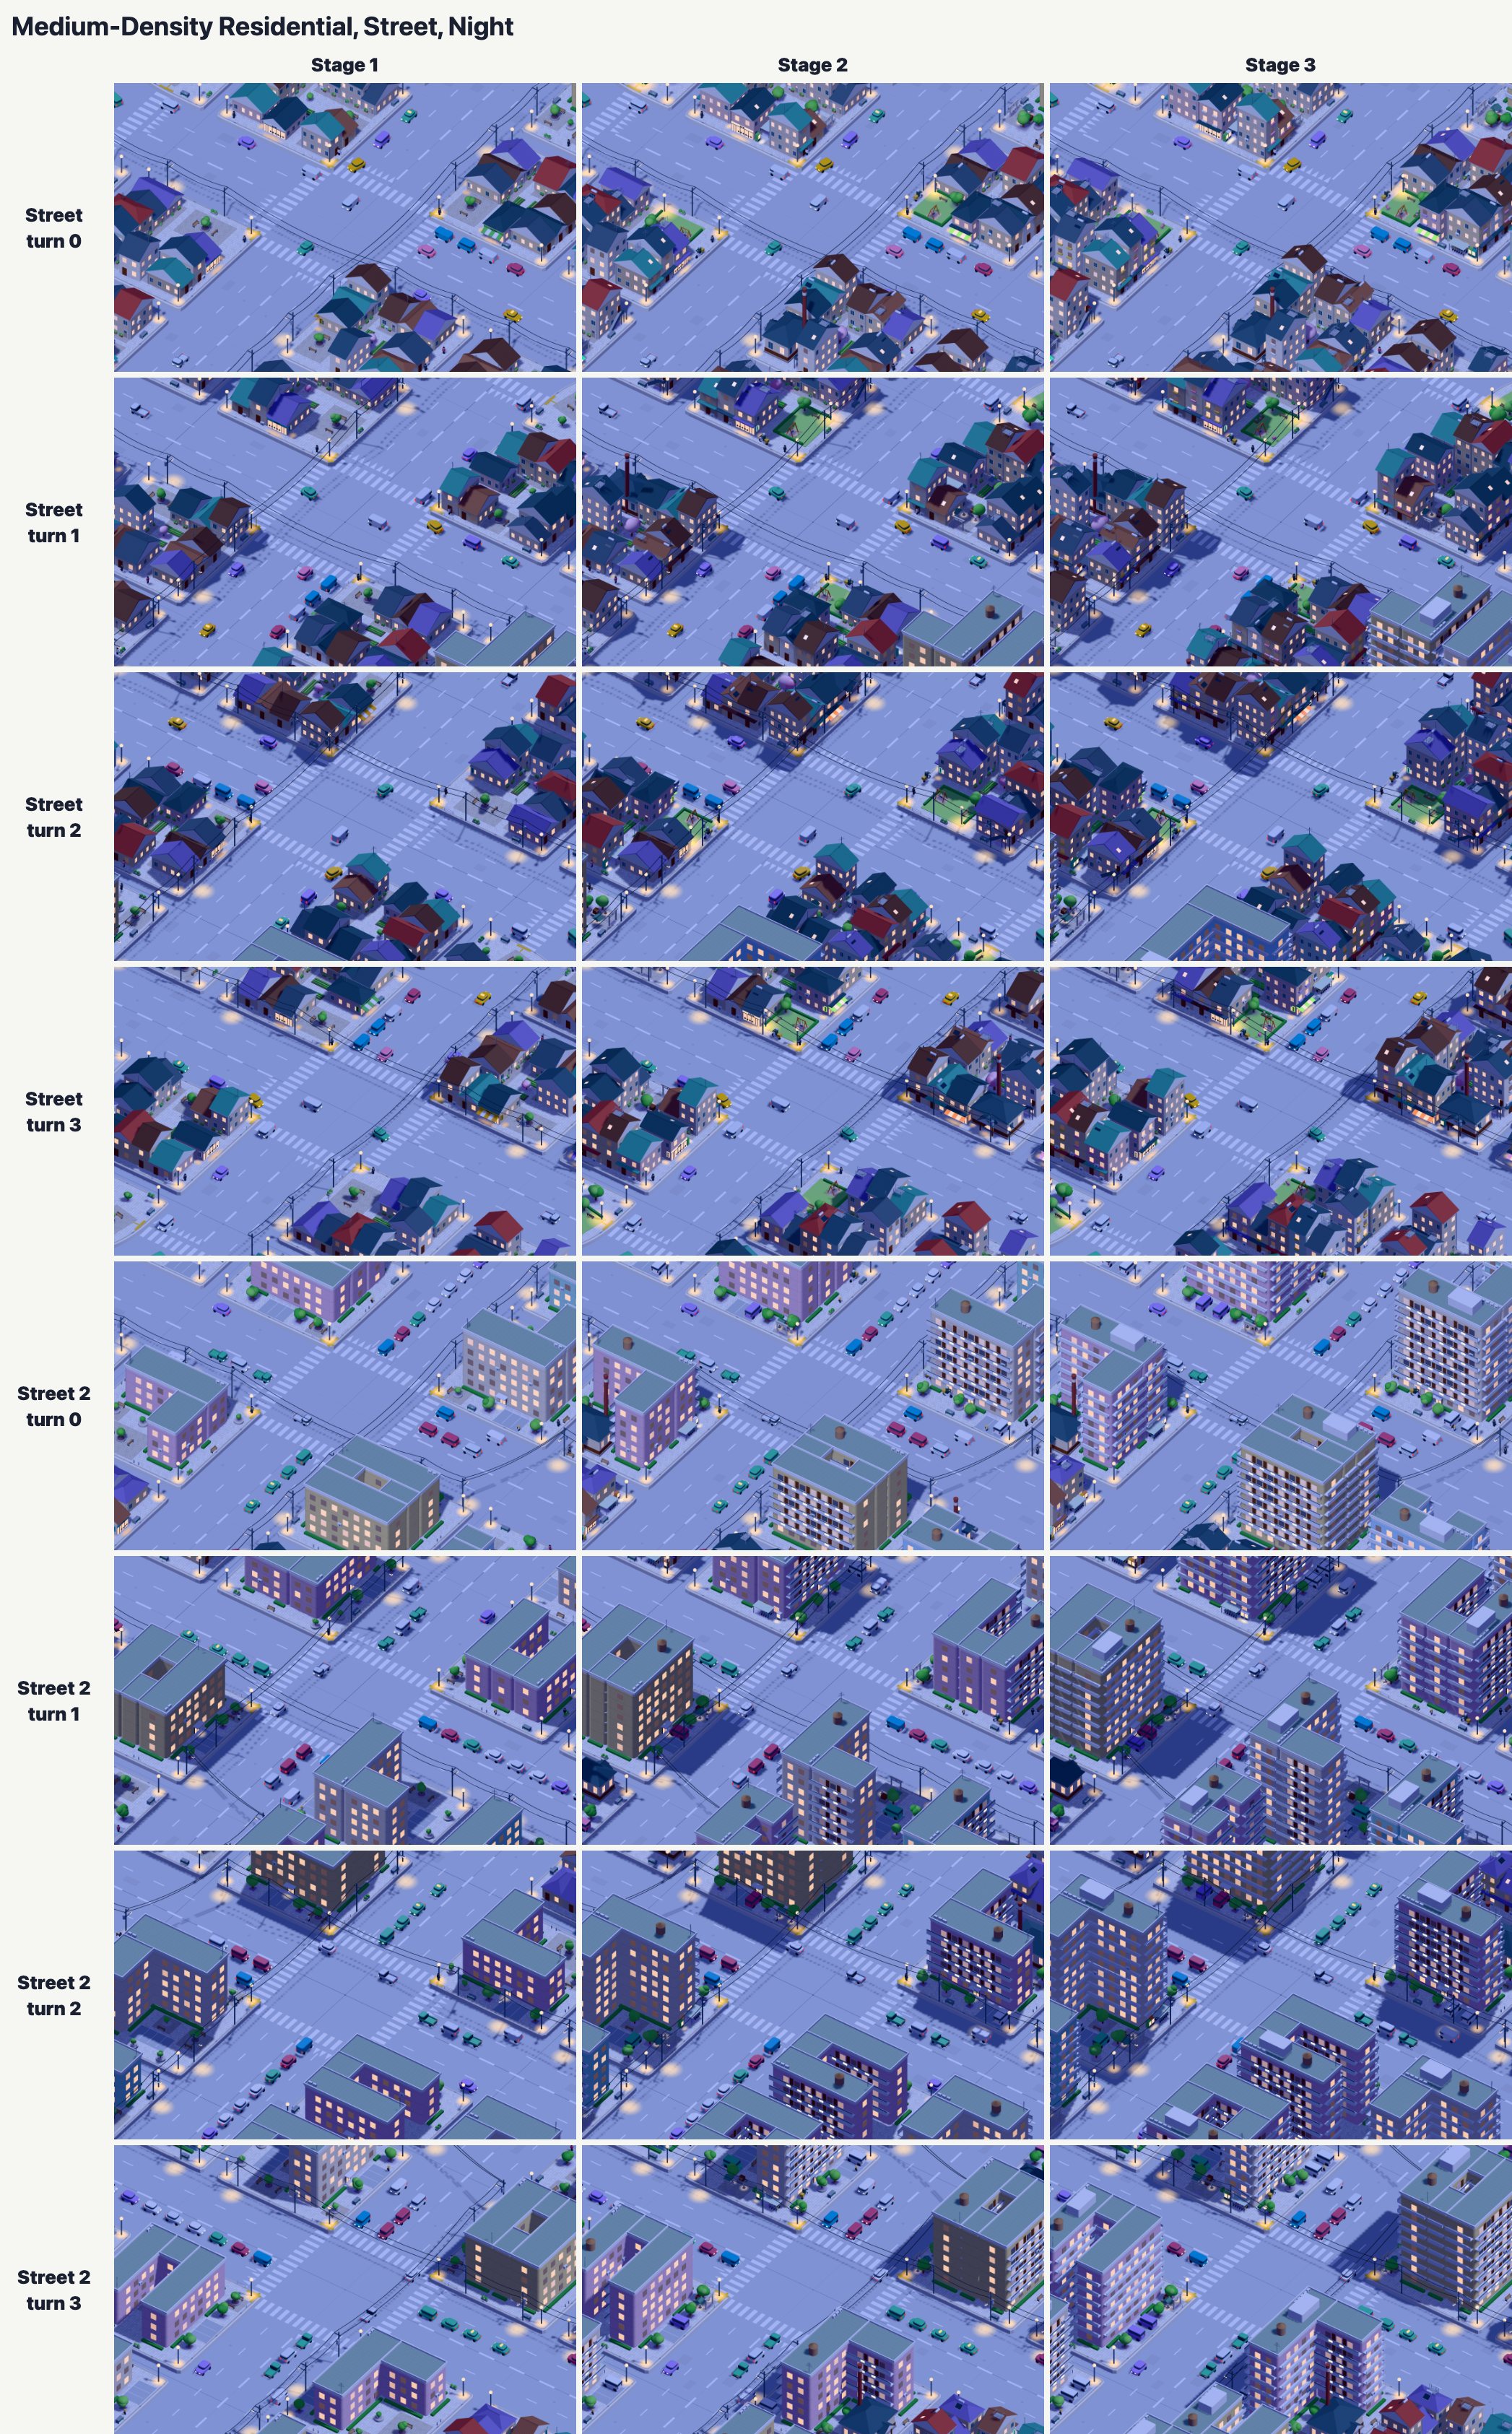 Medium-Density Residential, Street, Night
Stage 1 Stage 2 Stage 3
Street
turn 0
Street
turn 1
Street
turn 2
Street
turn 3
Street 2
turn 0
Street 2
turn 1
Street 2
turn 2
Street 2
turn 3